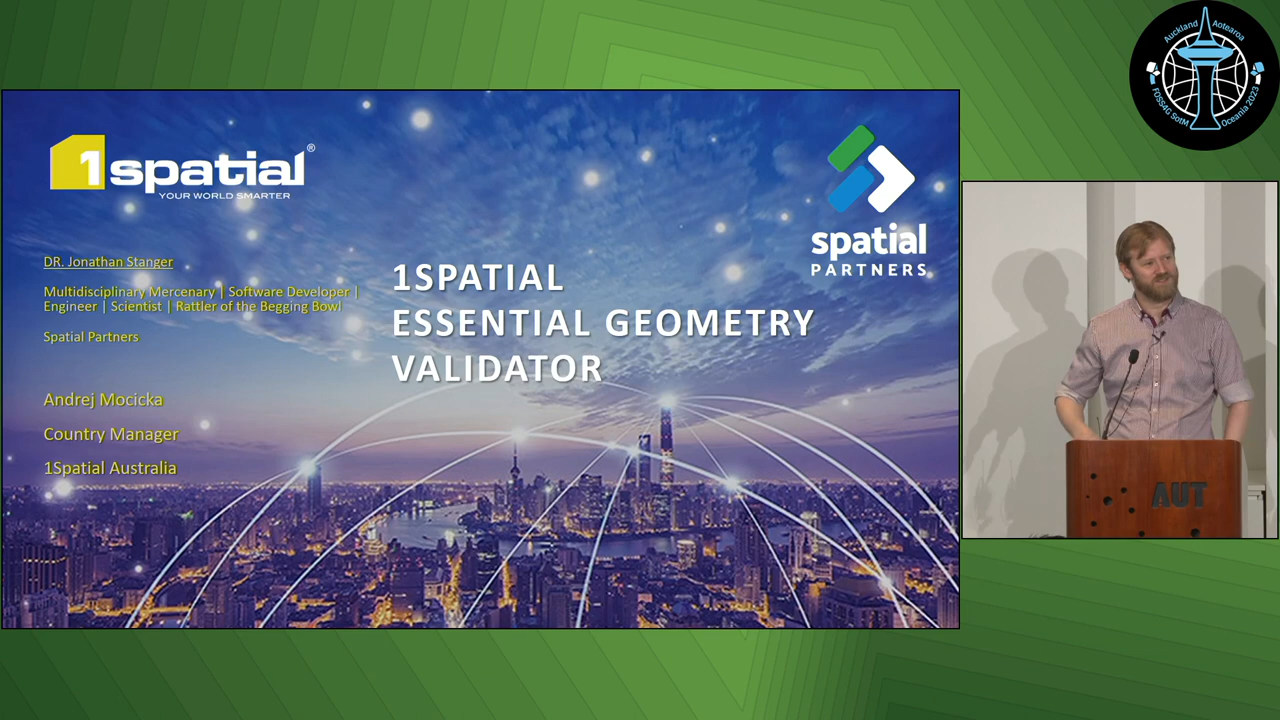 1spatial®
YOUR WORLD SMARTER
DR. Jonathan Stanger
Multidisciplinary Mercenary | Software Developer |
Engineer | Scientist | Rattler of the Begging Bowl
Spatial Partners
Andrej Mocicka
Country Manager
1Spatial Australia
1SPATIAL
ESSENTIAL GEOMETRY
VALIDATOR
spatial
PARTNERS
Auckland Aotearoa
FOSS4G SotM Oceania 2023
AUT